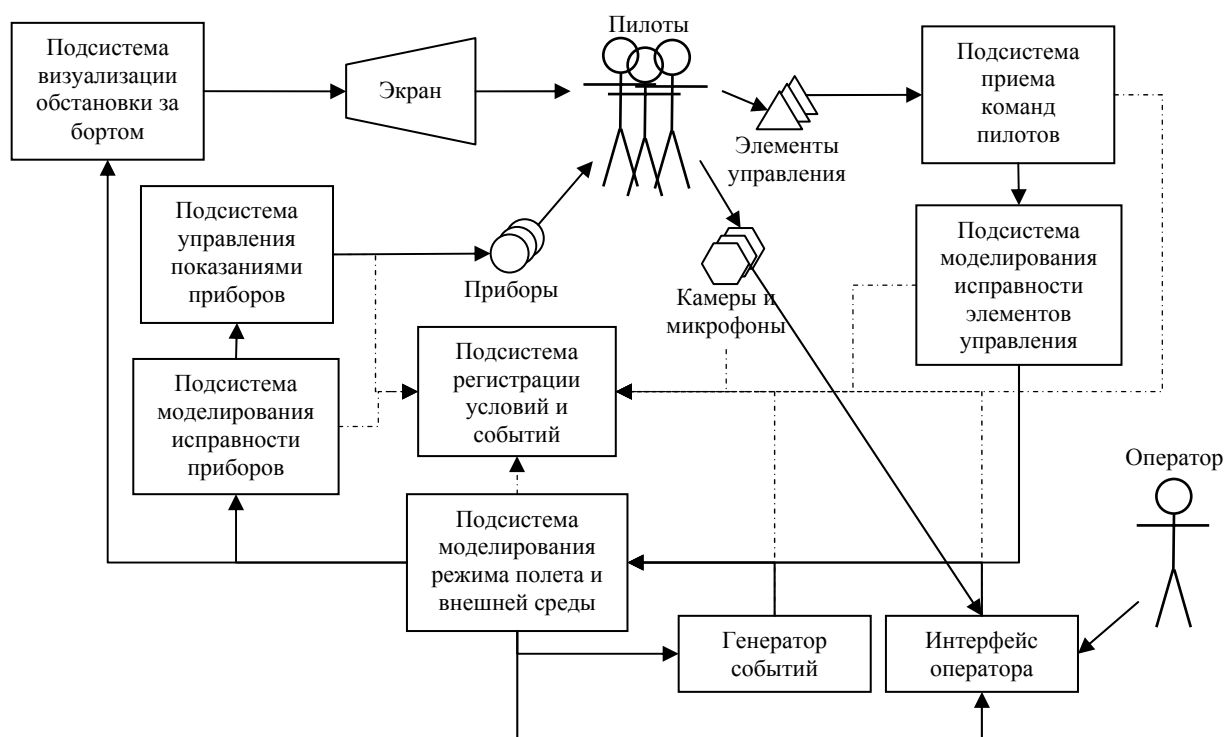 Подсистема
визуализации
обстановки за
бортом
Экран
Пилоты
Элементы
управления
Подсистема
приема
команд
пилотов
Подсистема
управления
показаниями
приборов
Приборы
Камеры и
микрофоны
Подсистема
моделирования
исправности
элементов
управления
Подсистема
моделирования
исправности
приборов
Подсистема
регистрации
условий и
событий
Оператор
Подсистема
моделирования
режима полета и
внешней среды
Генератор
событий
Интерфейс
оператора